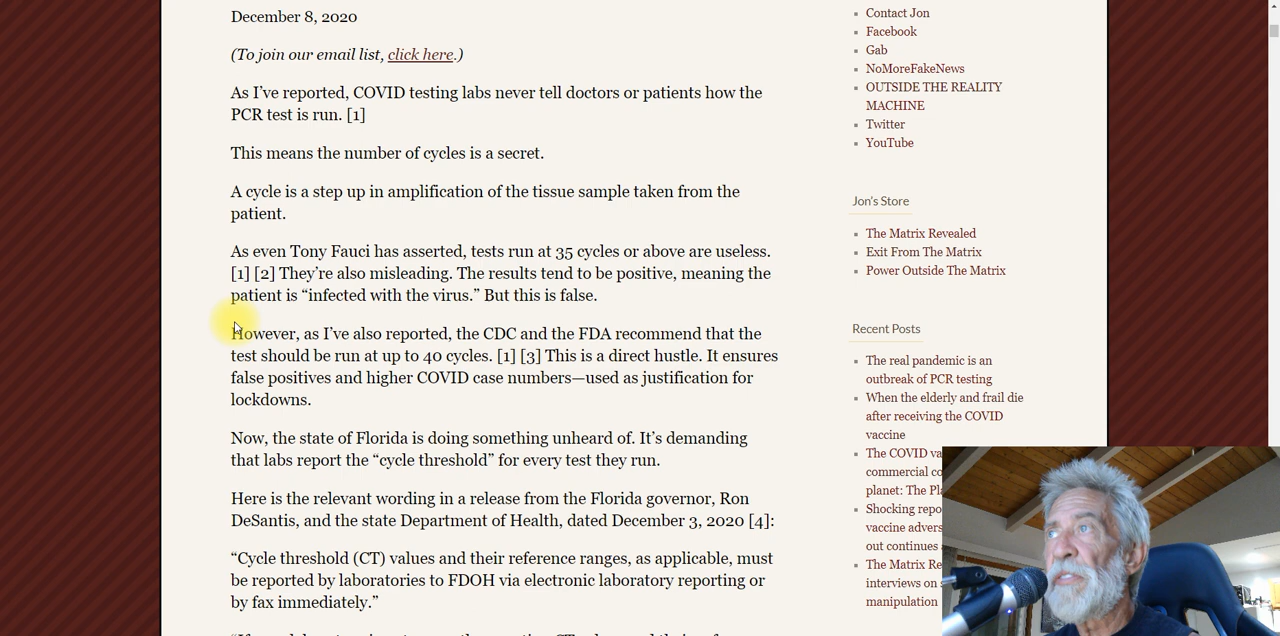 December 8, 2020
(To join our email list, click here.)
As I’ve reported, COVID testing labs never tell doctors or patients how the
PCR test is run. [1]
This means the number of cycles is a secret.
A cycle is a step up in amplification of the tissue sample taken from the
patient.
As even Tony Fauci has asserted, tests run at 35 cycles or above are useless.
[1] [2] They’re also misleading. The results tend to be positive, meaning the
patient is “infected with the virus.” But this is false.
However, as I’ve also reported, the CDC and the FDA recommend that the
test should be run at up to 40 cycles. [1] [3] This is a direct hustle. It ensures
false positives and higher COVID case numbers—used as justification for
lockdowns.
Now, the state of Florida is doing something unheard of. It’s demanding
that labs report the “cycle threshold” for every test they run.
Here is the relevant wording in a release from the Florida governor, Ron
DeSantis, and the state Department of Health, dated December 3, 2020 [4]:
“Cycle threshold (CT) values and their reference ranges, as applicable, must
be reported by laboratories to FDOH via electronic laboratory reporting or
by fax immediately.”
Contact Jon
Facebook
Gab
NoMoreFakeNews
OUTSIDE THE REALITY
MACHINE
Twitter
YouTube
Jon’s Store
The Matrix Revealed
Exit From The Matrix
Power Outside The Matrix
Recent Posts
The real pandemic is an
outbreak of PCR testing
When the elderly and frail die
after receiving the COVID
vaccine
The COVID
commercial
planet: The
Shocking
vaccine
out continues
The Matrix
interviews on
manipulation